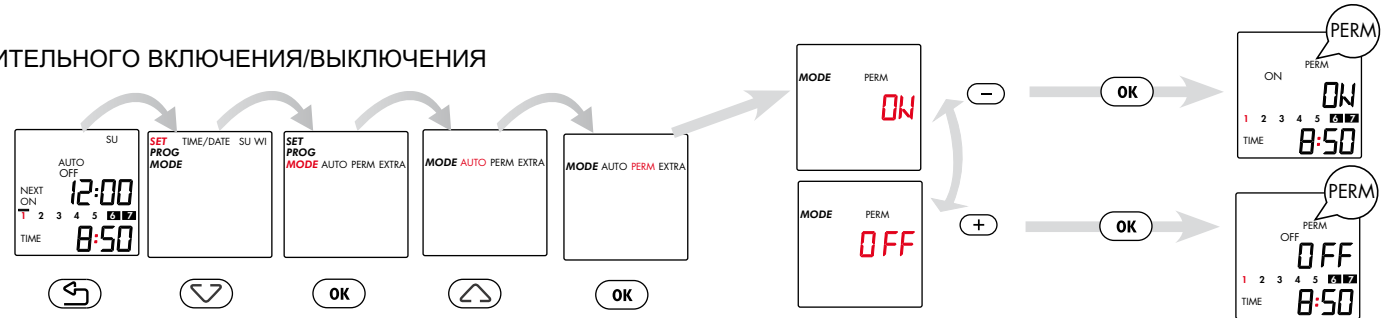 ИТЕЛЬНОГО ВКЛЮЧЕНИЯ/ВЫКЛЮЧЕНИЯ
SU
AUTO
OFF
NEXT
ON
12:00
1 2 3 4 5 6 7
TIME
8:50
SET TIME/DATE SU WI
PROG
MODE
SET
PROG
MODE AUTO PERM EXTRA
OK
MODE AUTO PERM EXTRA
MODE AUTO PERM EXTRA
OK
MODE PERM
ON
−
OK
PERM
PERM
ON
ON
1 2 3 4 5 6 7
TIME
8:50
MODE PERM
OFF
+
OK
PERM
PERM
OFF
OFF
1 2 3 4 5 6 7
TIME
8:50